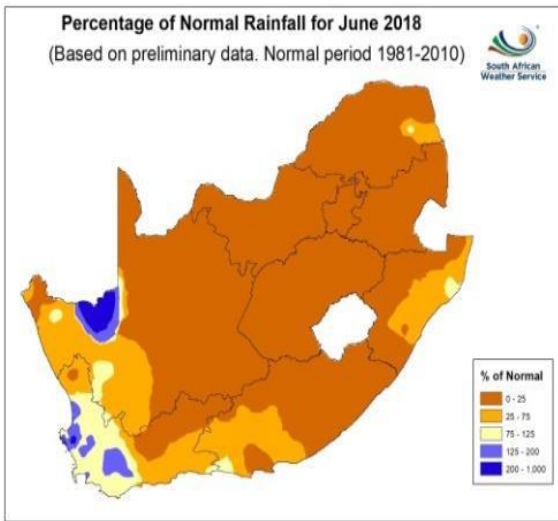 Percentage of Normal Rainfall for June 2018
(Based on preliminary data. Normal period 1981-2010)
South African
Weather Service
% of Normal
0 - 25
25 - 75
75 - 125
125 - 200
200 - 1,000